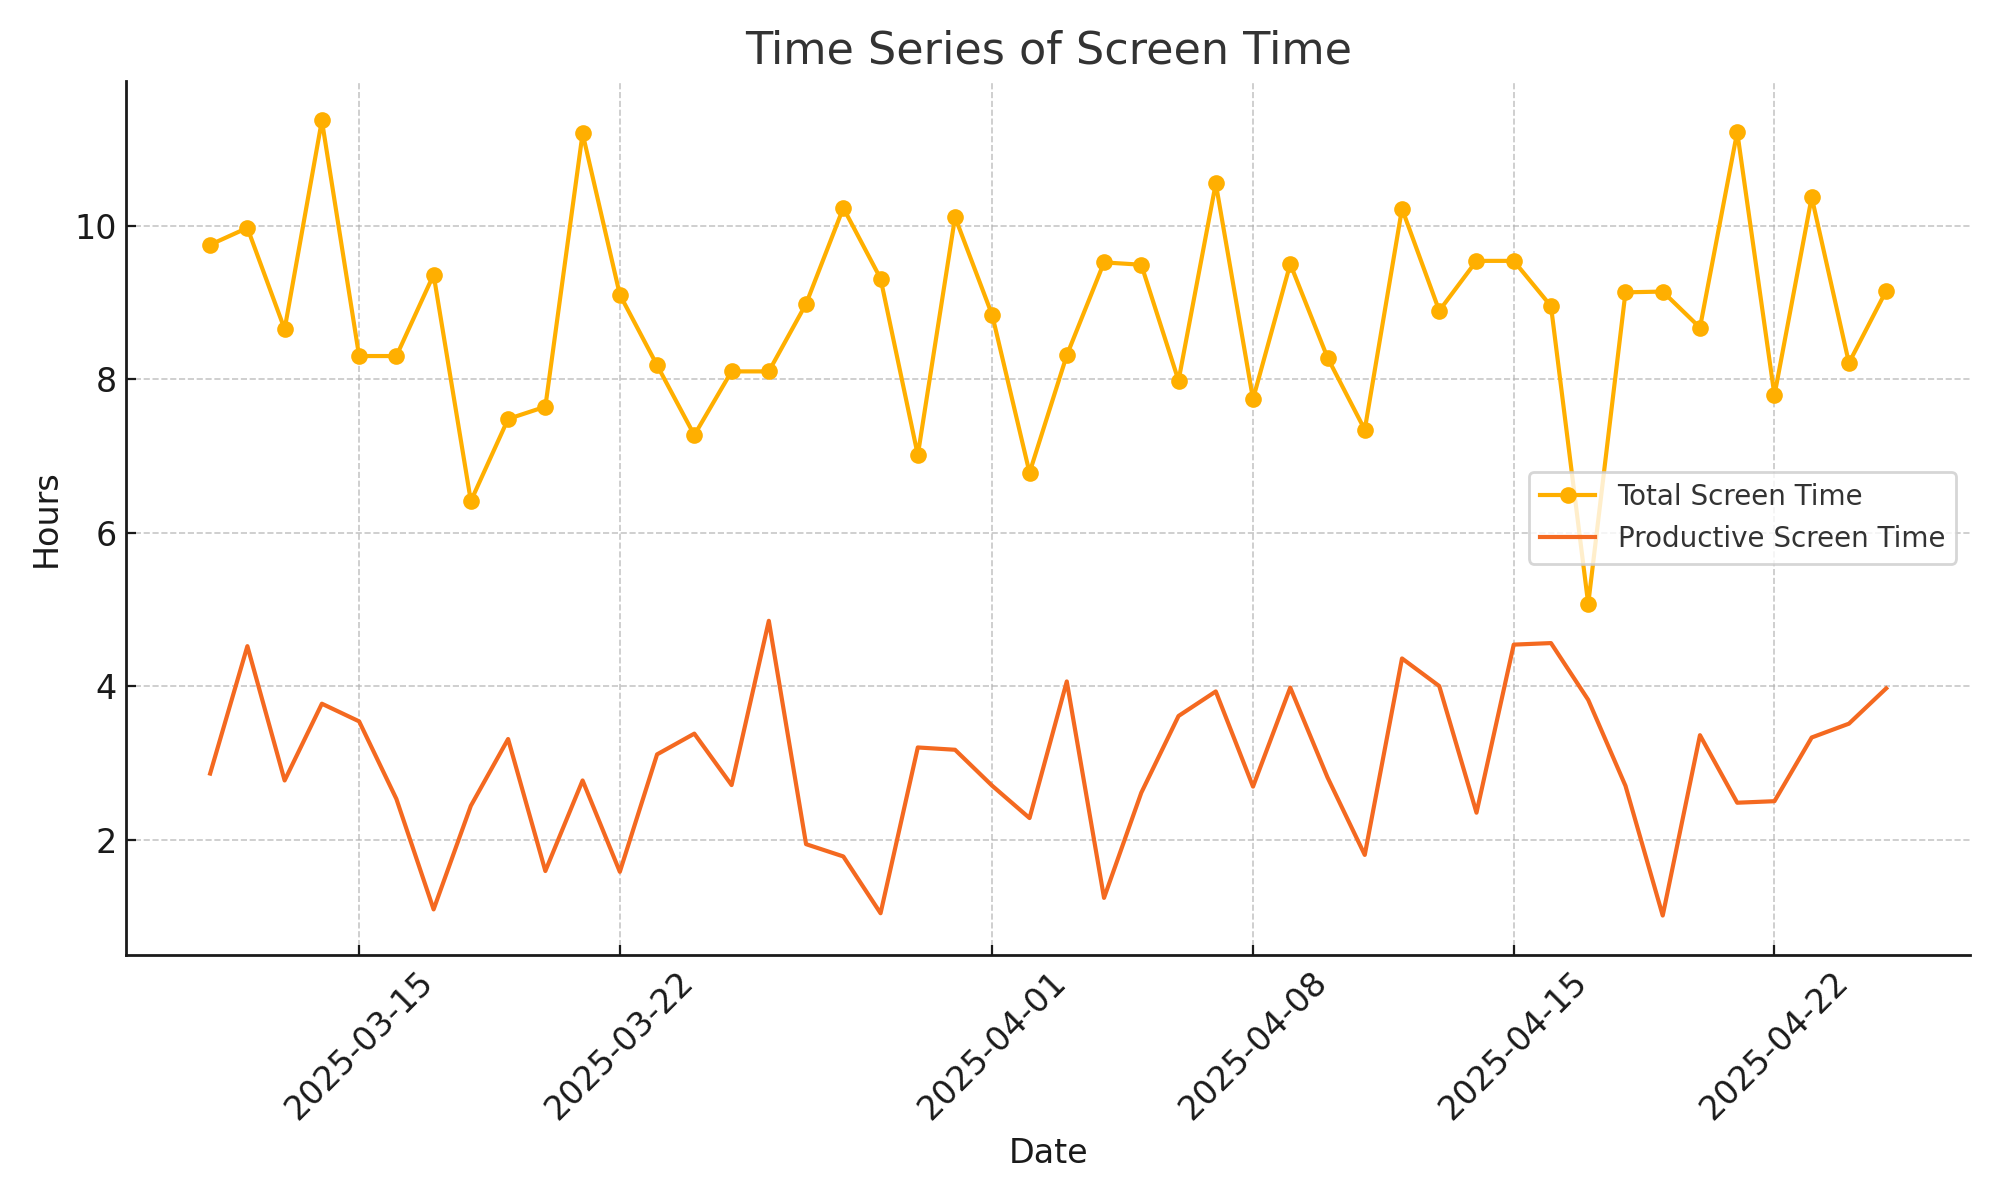 Time Series of Screen Time
Hours
10
8
6
4
2
Total Screen Time
Productive Screen Time
2025-03-15
2025-03-22
2025-04-01
2025-04-08
2025-04-15
2025-04-22
Date